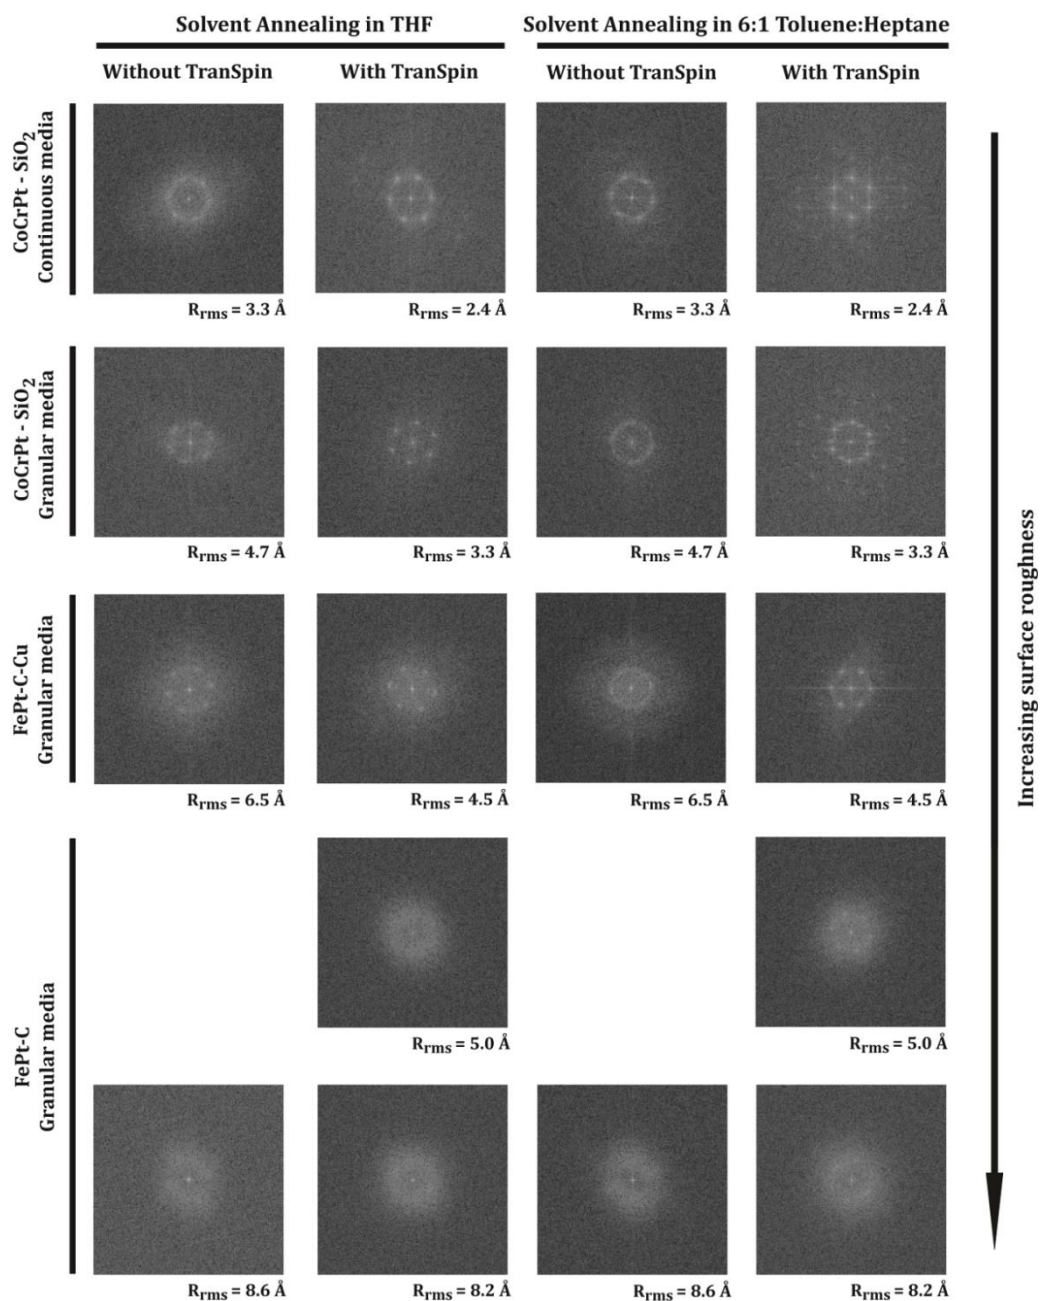 Solvent Annealing in THF
Solvent Annealing in 6:1 Toluene:Heptane
Without TranSpin
With TranSpin
Without TranSpin
With TranSpin
CoCrPt - SiO2
Continuous media
Rrms = 3.3 Å
Rrms = 2.4 Å
Rrms = 3.3 Å
Rrms = 2.4 Å
CoCrPt - SiO2
Granular media
Rrms = 4.7 Å
Rrms = 3.3 Å
Rrms = 4.7 Å
Rrms = 3.3 Å
FePt-C-Cu
Granular media
Rrms = 6.5 Å
Rrms = 4.5 Å
Rrms = 6.5 Å
Rrms = 4.5 Å
FePt-C
Granular media
Rrms = 5.0 Å
Rrms = 5.0 Å
Rrms = 8.6 Å
Rrms = 8.2 Å
Rrms = 8.6 Å
Rrms = 8.2 Å
Increasing surface roughness